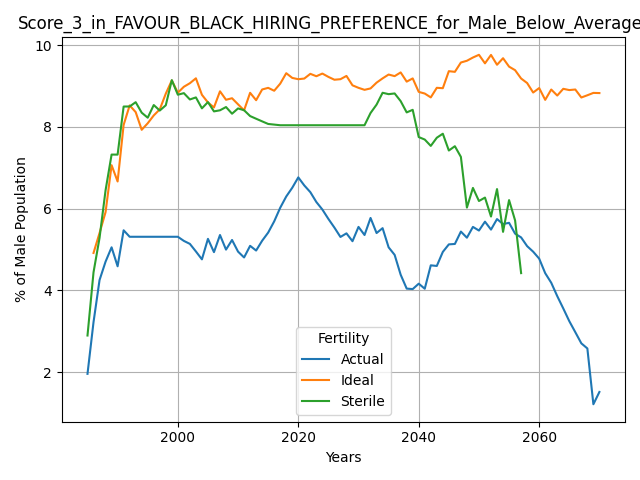 Score_3_in_FAVOUR_BLACK_HIRING_PREFERENCE_for_Male_Below_Average
10
8
6
4
2
% of Male Population
Fertility
Actual
Ideal
Sterile
2000
2020
2040
2060
Years